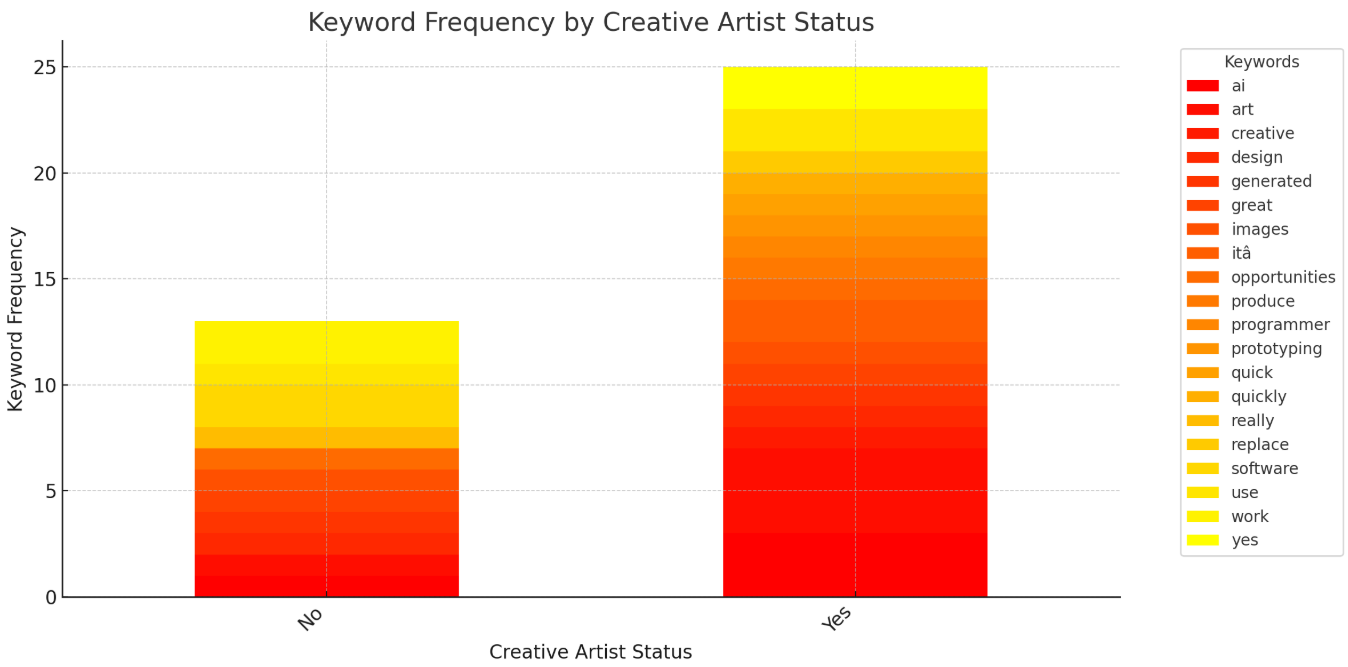 Keyword Frequency by Creative Artist Status
Keyword Frequency
25
20
15
10
5
0
No
Yes
Creative Artist Status
Keywords
ai
art
creative
design
generated
great
images
itâ
opportunities
produce
programmer
prototyping
quick
quickly
really
replace
software
use
work
yes